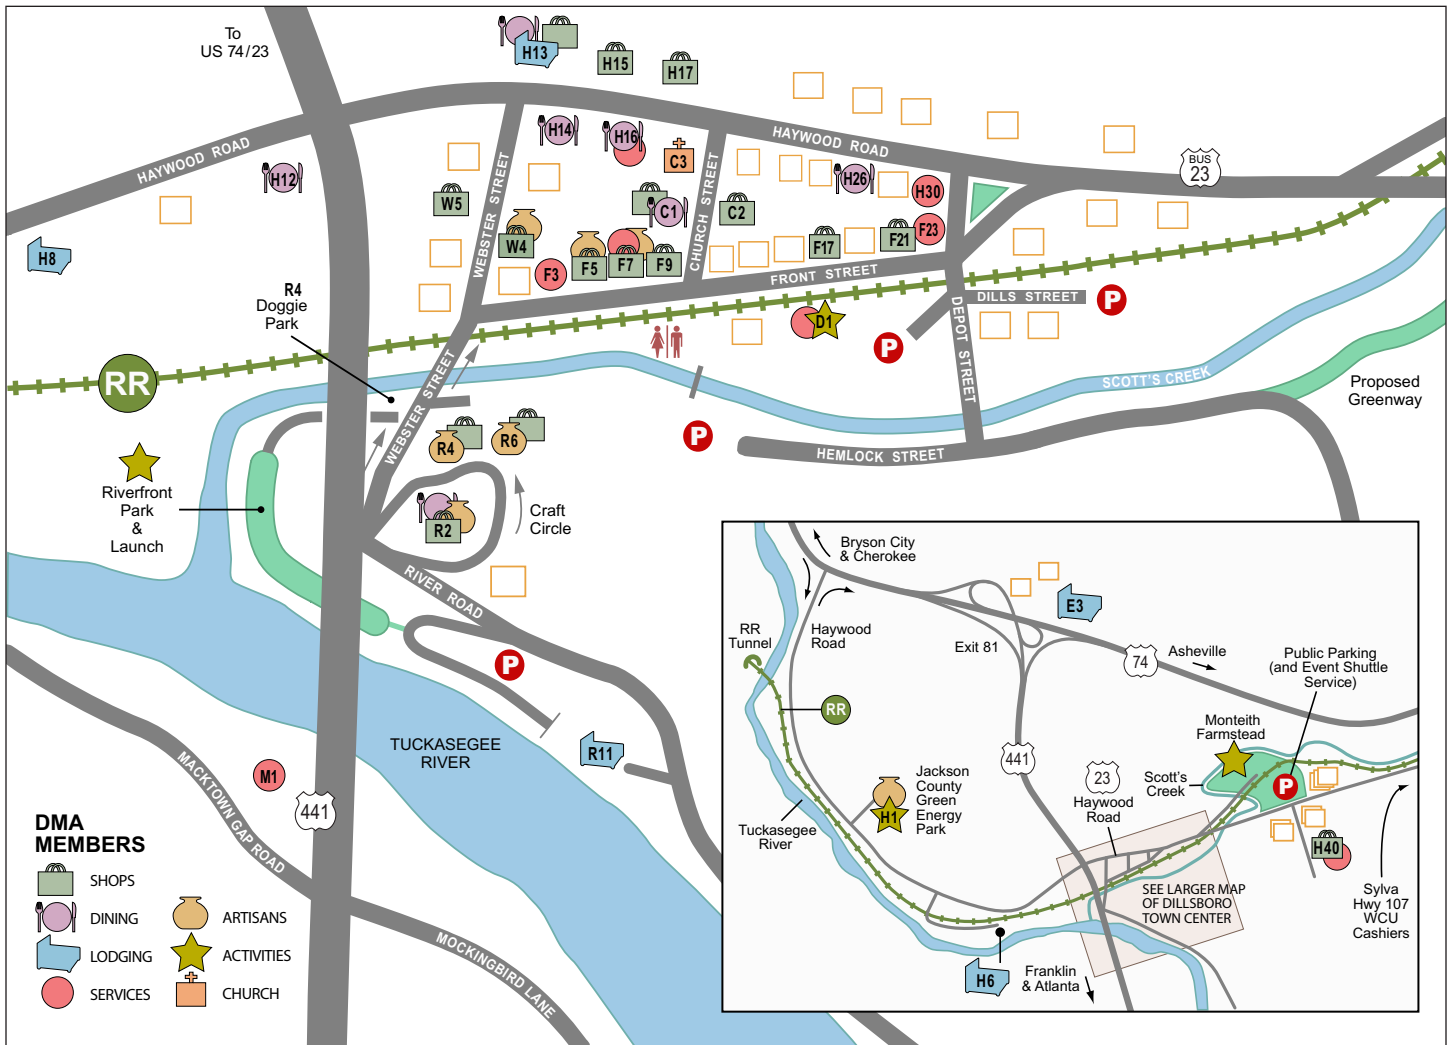 To
US 74/23
H13
H15
H17
HAYWOOD ROAD
H12
H14
H16
C3
HAYWOOD ROAD
BUS
23
WEBSTER STREET
CHURCH STREET
W5
W4
C1
C2
H26
H30
H8
F3
F5
F7
F9
F17
F21
F23
FRONT STREET
R4
Doggie
Park
D1
P
DILLS STREET
P
DEPOT STREET
RR
WEBSTER STREET
SCOTT'S CREEK
Proposed
Greenway
R4
R6
P
HEMLOCK STREET
Riverfront
Park
&
Launch
R2
Craft
Circle
RIVER ROAD
P
TUCKASEGEE
RIVER
R11
MACKTOWN GAP ROAD
M1
441
MOCKINGBIRD LANE
DMA
MEMBERS
SHOPS
DINING
LODGING
SERVICES
ARTISANS
ACTIVITIES
CHURCH
Bryson City
& Cherokee
E3
RR
Tunnel
Haywood
Road
Exit 81
74
Asheville
Public Parking
(and Event Shuttle
Service)
RR
Monteith
Farmstead
441
Jackson
County
Green
Energy
Park
H1
23
Haywood
Road
Scott's
Creek
P
Tuckasegee
River
H40
SEE LARGER MAP
OF DILLSBORO
TOWN CENTER
Sylva
Hwy 107
WCU
Cashiers
H6
Franklin
& Atlanta